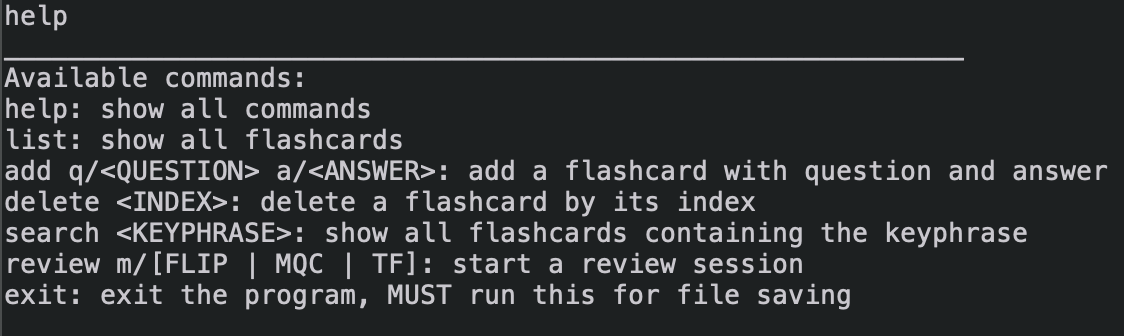 help
Available commands:
help: show all commands
list: show all flashcards
add q/<QUESTION> a/<ANSWER>: add a flashcard with question and answer
delete <INDEX>: delete a flashcard by its index
search <KEYPHRASE>: show all flashcards containing the keyphrase
review m/[FLIP | MQC | TF]: start a review session
exit: exit the program, MUST run this for file saving